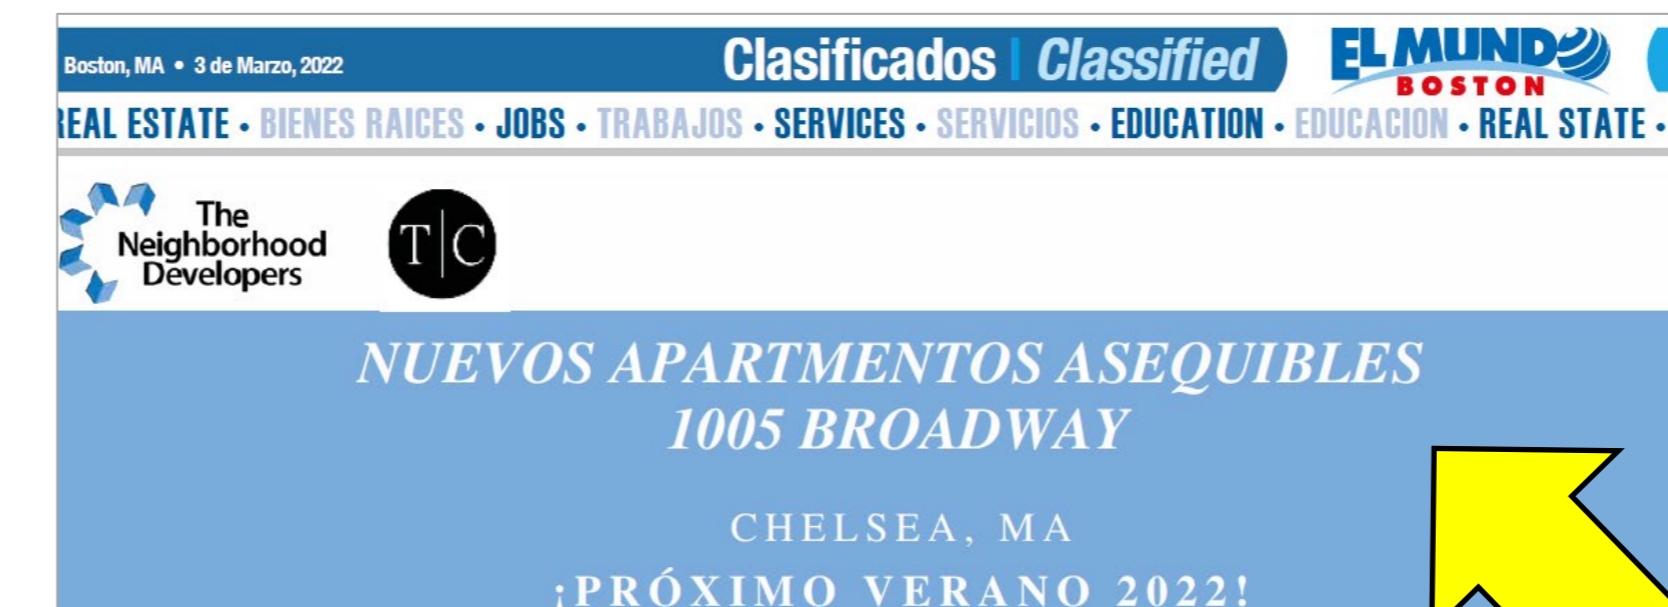 Boston, MA • 3 de Marzo, 2022
Clasificados | Classified
EL MUNDO
BOSTON
REAL ESTATE • BIENES RAICES • JOBS • TRABAJOS • SERVICES • SERVICIOS • EDUCATION • EDUCACION • REAL STATE •
The
Neighborhood
Developers
T|C
NUEVOS APARTMENTOS ASEQUIBLES
1005 BROADWAY
CHELSEA, MA
¡PRÓXIMO VERANO 2022!